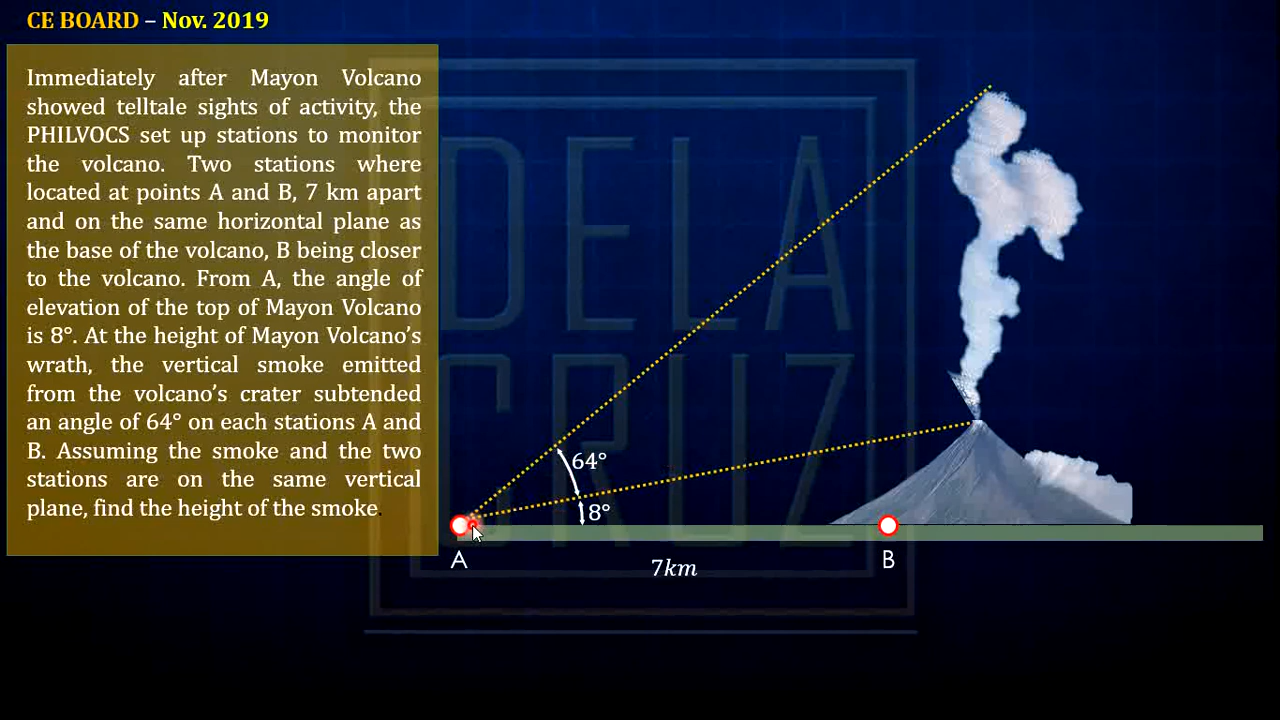 CE BOARD – Nov. 2019
Immediately after Mayon Volcano
showed telltale sights of activity, the
PHILVOCS set up stations to monitor
the volcano. Two stations where
located at points A and B, 7 km apart
and on the same horizontal plane as
the base of the volcano, B being closer
to the volcano. From A, the angle of
elevation of the top of Mayon Volcano
is 8°. At the height of Mayon Volcano's
wrath, the vertical smoke emitted
from the volcano's crater subtended
an angle of 64° on each stations A and
B. Assuming the smoke and the two
stations are on the same vertical
plane, find the height of the smoke.
DELA
CRUZ
64°
8°
A
B
7km